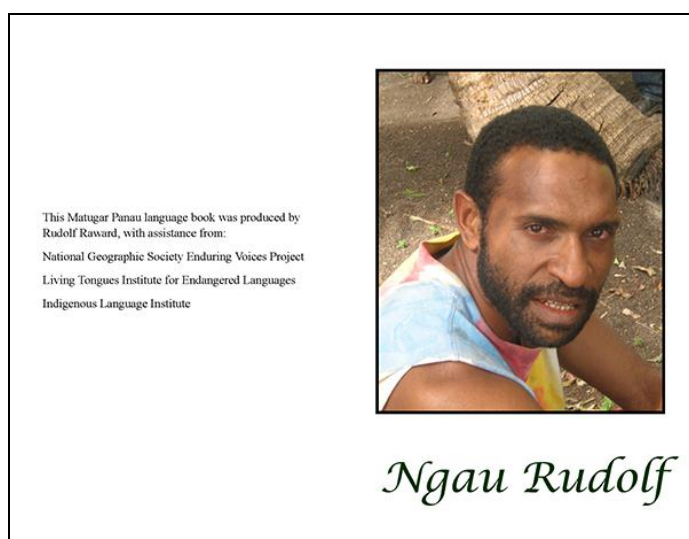 This Matugar Panau language book was produced by
Rudolf Raward, with assistance from:
National Geographic Society Enduring Voices Project
Living Tongues Institute for Endangered Languages
Indigenous Language Institute
Ngau Rudolf